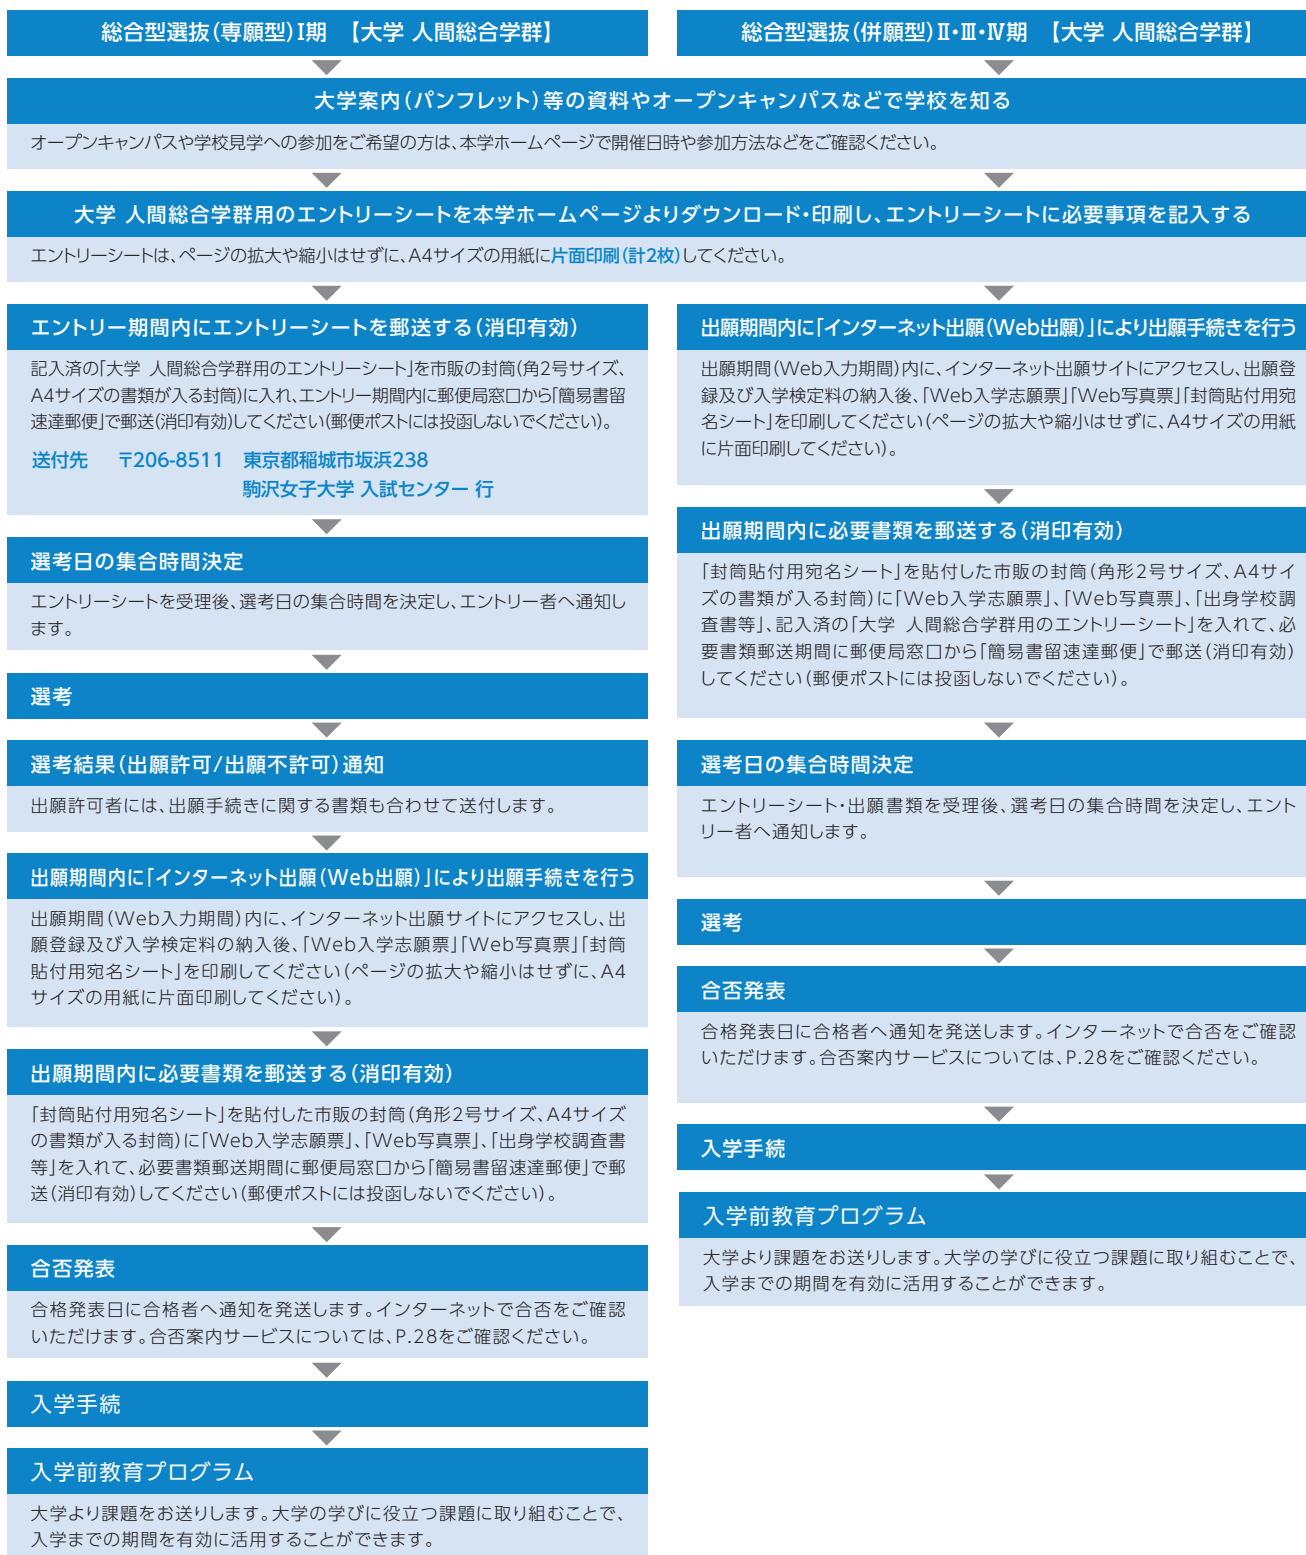 総合型選抜（専願型）Ⅰ期　【大学 人間総合学群】
総合型選抜（併願型）Ⅱ・Ⅲ・Ⅳ期　【大学 人間総合学群】
大学案内（パンフレット）等の資料やオープンキャンパスなどで学校を知る
オープンキャンパスや学校見学への参加をご希望の方は、本学ホームページで開催日時や参加方法などをご確認ください。
大学 人間総合学群用のエントリーシートを本学ホームページよりダウンロード・印刷し、エントリーシートに必要事項を記入する
エントリーシートは、ページの拡大や縮小はせずに、A4サイズの用紙に片面印刷（計2枚）してください。
エントリー期間内にエントリーシートを郵送する（消印有効）
記入済の「大学 人間総合学群用のエントリーシート」を市販の封筒（角2号サイズ、
A4サイズの書類が入る封筒）に入れ、エントリー期間内に郵便局窓口から「簡易書留
速達郵便」で郵送（消印有効）してください（郵便ポストには投函しないでください）。
送付先　〒206-8511　東京都稲城市坂浜238
駒沢女子大学 入試センター 行
選考日の集合時間決定
エントリーシートを受理後、選考日の集合時間を決定し、エントリー者へ通知し
ます。
選考
選考結果（出願許可/出願不許可）通知
出願許可者には、出願手続きに関する書類も合わせて送付します。
出願期間内に「インターネット出願（Web出願）」により出願手続きを行う
出願期間（Web入力期間）内に、インターネット出願サイトにアクセスし、出
願登録及び入学検定料の納入後、「Web入学志願票」「Web写真票」「封筒
貼付用宛名シート」を印刷してください（ページの拡大や縮小はせずに、A4
サイズの用紙に片面印刷してください）。
出願期間内に必要書類を郵送する（消印有効）
「封筒貼付用宛名シート」を貼付した市販の封筒（角形2号サイズ、A4サイズ
の書類が入る封筒）に「Web入学志願票」、「Web写真票」、「出身学校調査書
等」を入れて、必要書類郵送期間に郵便局窓口から「簡易書留速達郵便」で郵
送（消印有効）してください（郵便ポストには投函しないでください）。
合否発表
合格発表日に合格者へ通知を発送します。インターネットで合否をご確認
いただけます。合否案内サービスについては、P.28をご確認ください。
入学手続
入学前教育プログラム
大学より課題をお送りします。大学の学びに役立つ課題に取り組むことで、
入学までの期間を有効に活用することができます。
出願期間内に「インターネット出願（Web出願）」により出願手続きを行う
出願期間（Web入力期間）内に、インターネット出願サイトにアクセスし、出願登
録及び入学検定料の納入後、「Web入学志願票」「Web写真票」「封筒貼付用宛
名シート」を印刷してください（ページの拡大や縮小はせずに、A4サイズの用紙
に片面印刷してください）。
出願期間内に必要書類を郵送する（消印有効）
「封筒貼付用宛名シート」を貼付した市販の封筒（角形2号サイズ、A4サイ
ズの書類が入る封筒）に「Web入学志願票」、「Web写真票」、「出身学校調
査書等」、記入済の「大学 人間総合学群用のエントリーシート」を入れて、必
要書類郵送期間に郵便局窓口から「簡易書留速達郵便」で郵送（消印有効）
してください（郵便ポストには投函しないでください）。
選考日の集合時間決定
エントリーシート・出願書類を受理後、選考日の集合時間を決定し、エント
リー者へ通知します。
選考
合否発表
合格発表日に合格者へ通知を発送します。インターネットで合否をご確認
いただけます。合否案内サービスについては、P.28をご確認ください。
入学手続
入学前教育プログラム
大学より課題をお送りします。大学の学びに役立つ課題に取り組むことで、
入学までの期間を有効に活用することができます。